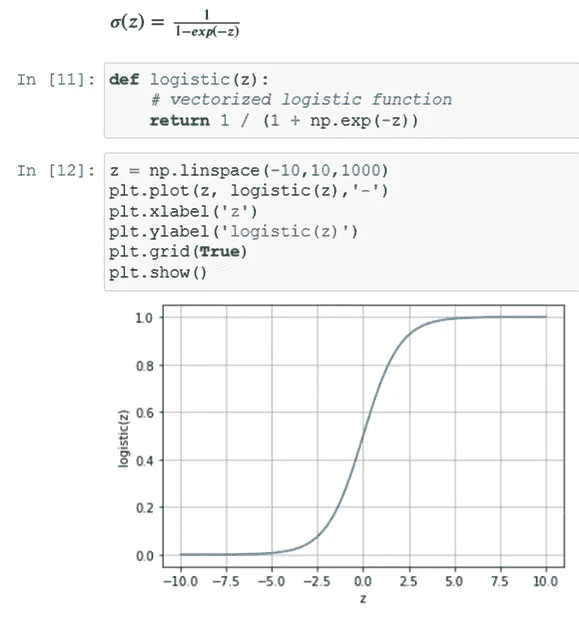 σ(z) = 1/1−exp(−z)
In [11]: def logistic(z):
# vectorized logistic function
return 1 / (1 + np.exp(-z))
In [12]: z = np.linspace(-10,10,1000)
plt.plot(z, logistic(z),'-')
plt.xlabel('z')
plt.ylabel('logistic(z)')
plt.grid(True)
plt.show()
1.0
0.8
0.6
0.4
0.2
0.0
logistic(z)
−10.0 −7.5 −5.0 −2.5 0.0 2.5 5.0 7.5 10.0
z